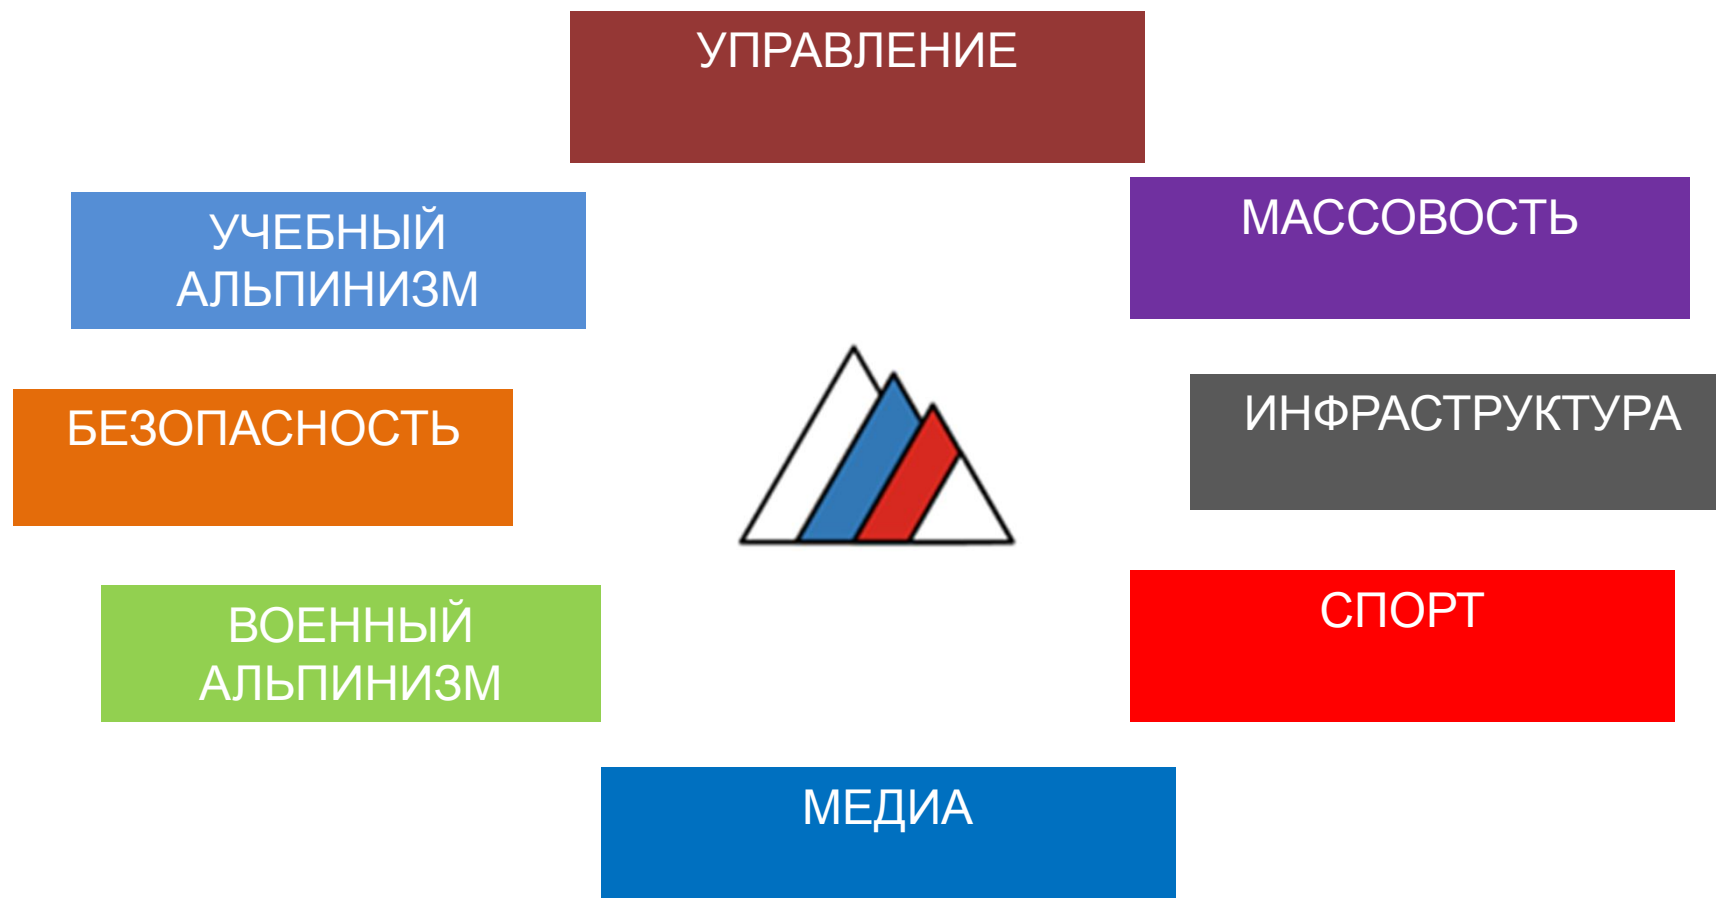 УПРАВЛЕНИЕ
УЧЕБНЫЙ
АЛЬПИНИЗМ
МАССОВОСТЬ
БЕЗОПАСНОСТЬ
ИНФРАСТРУКТУРА
ВОЕННЫЙ
АЛЬПИНИЗМ
СПОРТ
МЕДИА